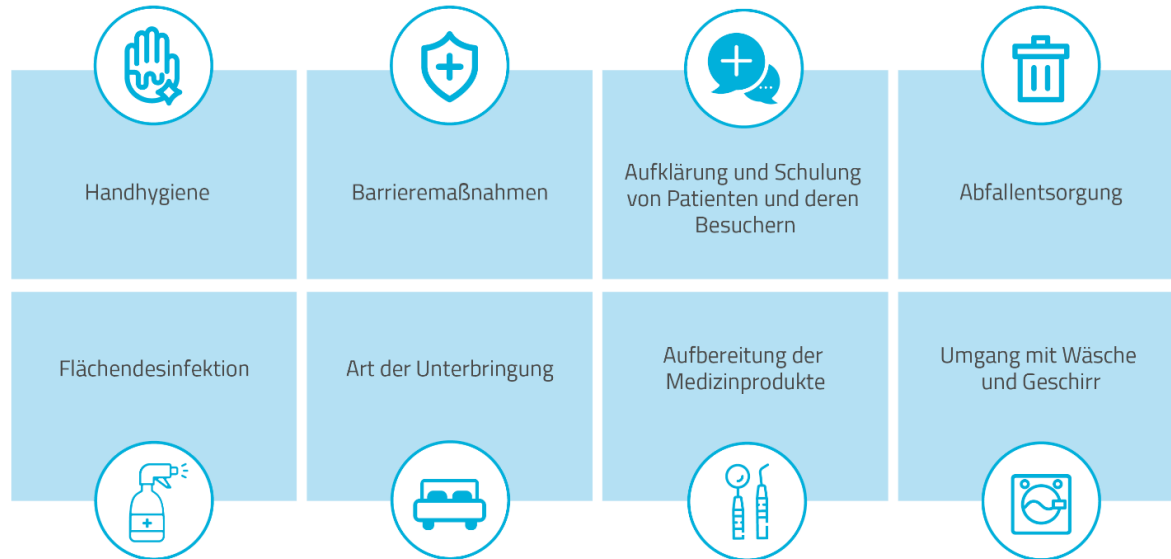 Handhygiene
Barrieremaßnahmen
Aufklärung und Schulung
von Patienten und deren
Besuchern
Abfallentsorgung
Flächendesinfektion
Art der Unterbringung
Aufbereitung der
Medizinprodukte
Umgang mit Wäsche
und Geschirr